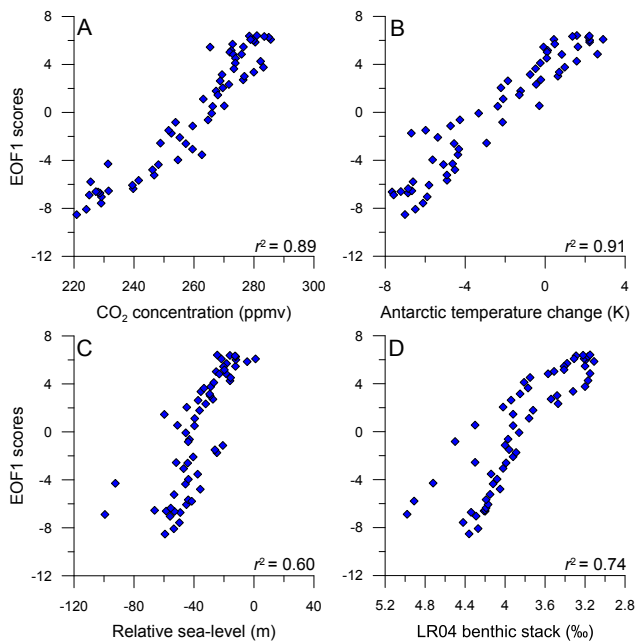 A
8
4
0
-4
-8
-12
EOF1 scores
r² = 0.89
220 240 260 280 300
CO₂ concentration (ppmv)
B
8
4
0
-4
-8
-12
r² = 0.91
-8 -4 0 4
Antarctic temperature change (K)
C
8
4
0
-4
-8
-12
EOF1 scores
r² = 0.60
-120 -80 -40 0 40
Relative sea-level (m)
D
8
4
0
-4
-8
-12
r² = 0.74
5.2 4.8 4.4 4 3.6 3.2 2.8
LR04 benthic stack (‰)